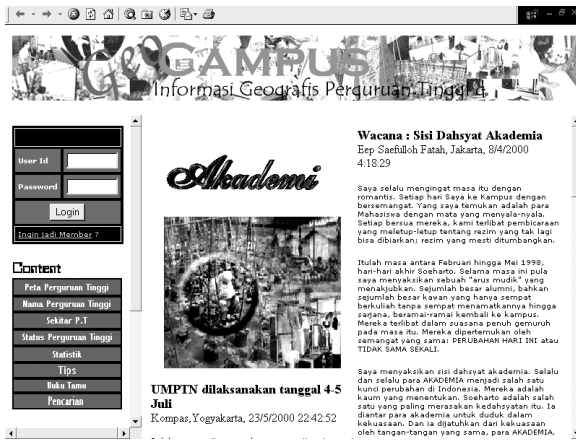 Geo CAMPUS
Informasi Geografis Perguruan Tinggi d
User Id
Password
Login
Ingin jadi Member ?
Content
Peta Perguruan Tinggi
Nama Perguruan Tinggi
Sekitar P.T
Status Perguruan Tinggi
Statistik
Tips
Buku Tamu
Pencarian
Akademi
UMPTN dilaksanakan tanggal 4-5
Juli
Kompas,Yogyakarta, 23/5/2000 22:42:52
Wacana : Sisi Dahsyat Akademia
Eep Saefulloh Fatah, Jakarta, 8/4/2000
4:18:29
Saya selalu mengingat masa itu dengan
romantis. Setiap hari Saya ke Kampus dengan
bersemangat. Yang saya temukan adalah para
Mahasiswa dengan mata yang menyala-nyala.
Setiap bersua mereka, kami terlibat pembicaraan
yang meletup-letup tentang rezim yang tak lagi
bisa dibiarkan; rezim yang mesti ditumbangkan.
Itulah masa antara Februari hingga Mei 1998,
hari-hari akhir Soeharto. Selama masa ini pula
saya menyaksikan sebuah "arus mudik" yang
menakjubkan. Sejumlah besar alumni, bahkan
sejumlah besar kawan yang hanya sempat
berkuliah tanpa sempat menamatkannya hingga
sarjana, beramai-ramai kembali ke kampus.
Mereka terlibat dalam suasana penuh gemuruh
pada masa itu. Mereka dipertemukan oleh
semangat yang sama: PERUBAHAN HARI INI atau
TIDAK SAMA SEKALI.
Saya menyaksikan sisi dahsyat akademia. Selalu
dan selalu para AKADEMIA menjadi salah satu
kunci perubahan di Indonesia. Mereka adalah
kaum yang menentukan. Soeharto adalah salah
satu yang paling merasakan kedahsyatan itu. Ia
diantar para akademia untuk duduk dalam
kekuasaan. Dan ia dijatuhkan dari kekuasaan
oleh tangan-tangan yang sama, para AKADEMIA.